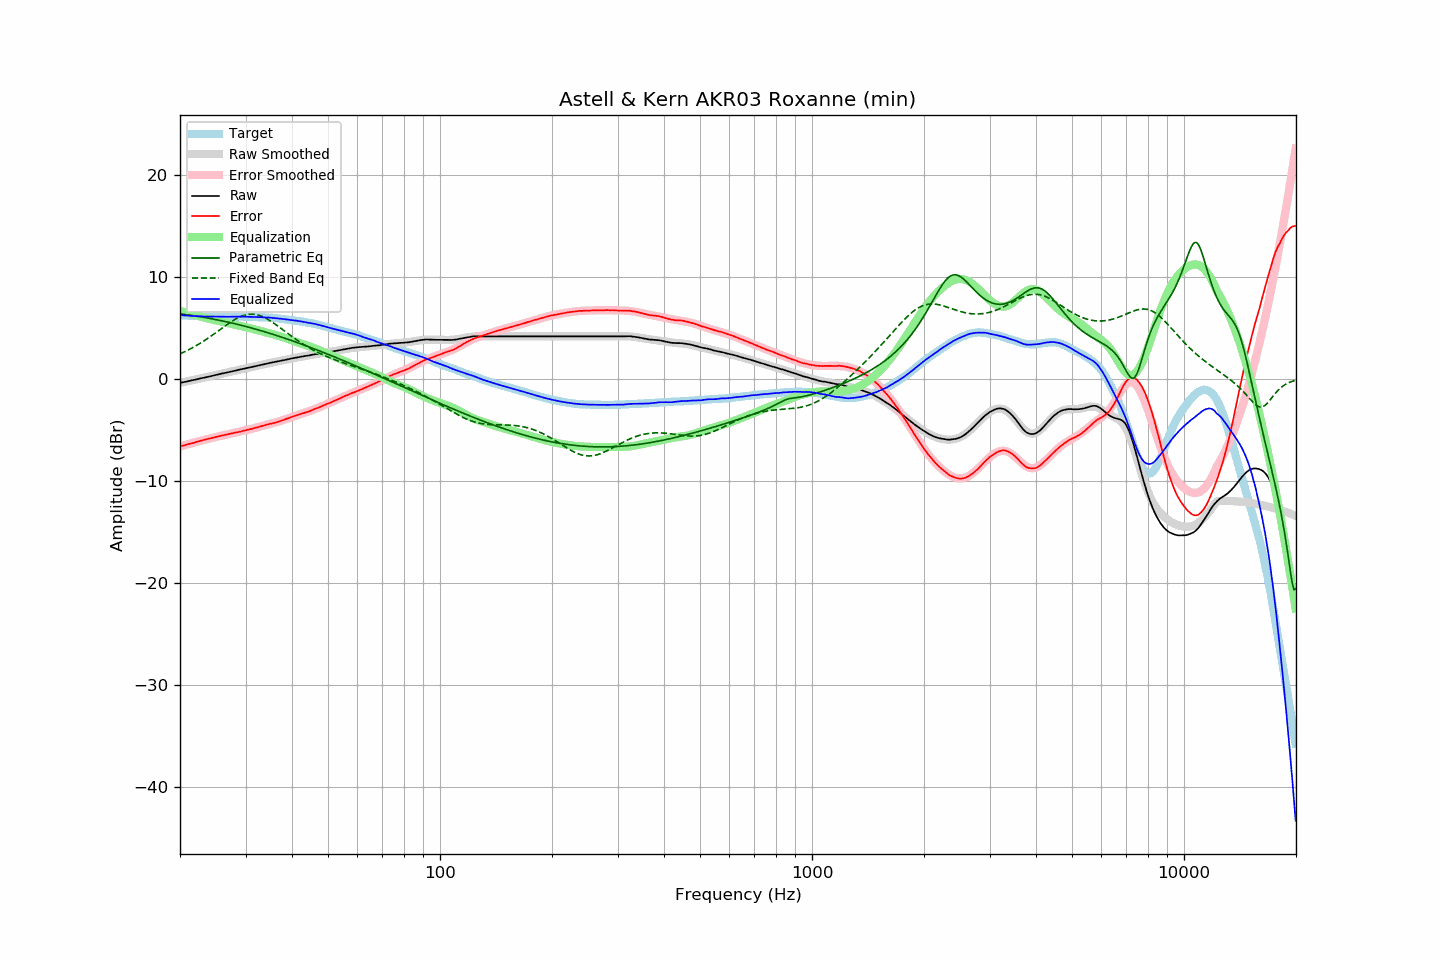 Astell & Kern AKR03 Roxanne (min)
Target
Raw Smoothed
Error Smoothed
Raw
Error
Equalization
Parametric Eq
Fixed Band Eq
Equalized
20
10
0
−10
−20
−30
−40
Amplitude (dBr)
100 1000 10000
Frequency (Hz)